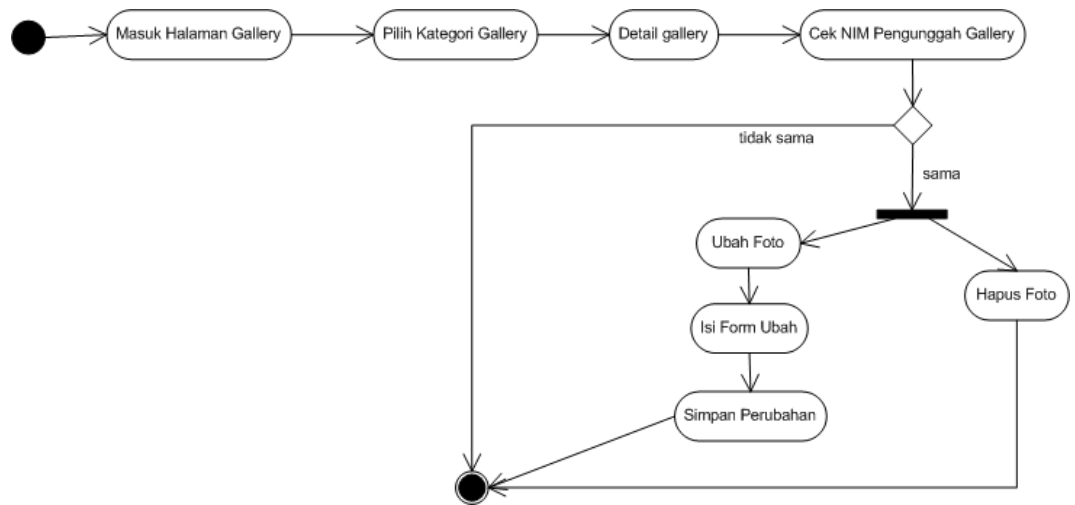 Masuk Halaman Gallery
Pilih Kategori Gallery
Detail gallery
Cek NIM Pengunggah Gallery
tidak sama
sama
Ubah Foto
Hapus Foto
Isi Form Ubah
Simpan Perubahan